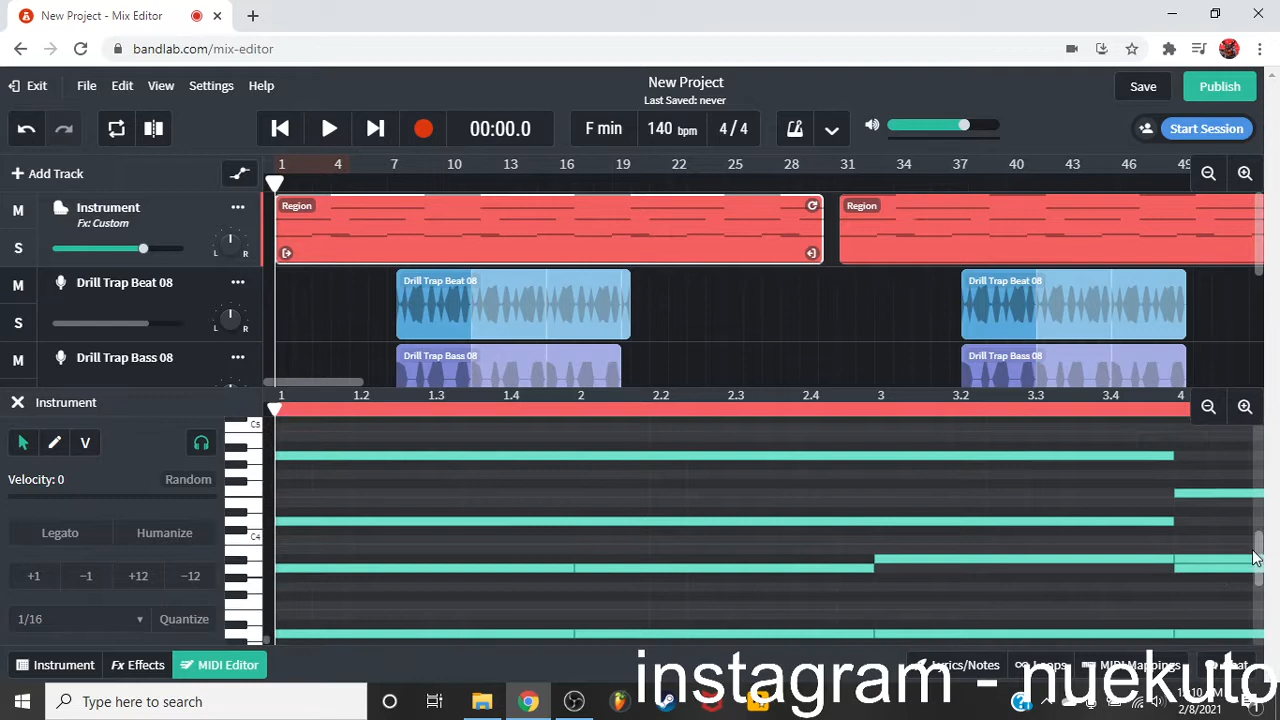 New Project - Mix Editor
bandlab.com/mix-editor
Exit File Edit View Settings Help
New Project
Last Saved: never
Save Publish
00:00.0 F min 140 bpm 4 / 4 Start Session
Add Track
1 4 7 10 13 16 19 22 25 28 31 34 37 40 43 46 49
M Instrument Region Region
Fx: Custom
S L R
M Drill Trap Beat 08 Drill Trap Beat 08 Drill Trap Beat 08
S L R
M Drill Trap Bass 08 Drill Trap Bass 08 Drill Trap Bass 08
Instrument 1 1.2 1.3 1.4 2 2.2 2.3 2.4 3 3.2 3.3 3.4 4
C5
V
Velocity: 0 Random
Legato Humanize
C4
+1 −1 +12 −12
1/16 Quantize
Instrument Fx Effects MIDI Editor Lyrics/Notes Loops MIDI Mappings
instagram - nuekuto
Type here to search
2/8/2021